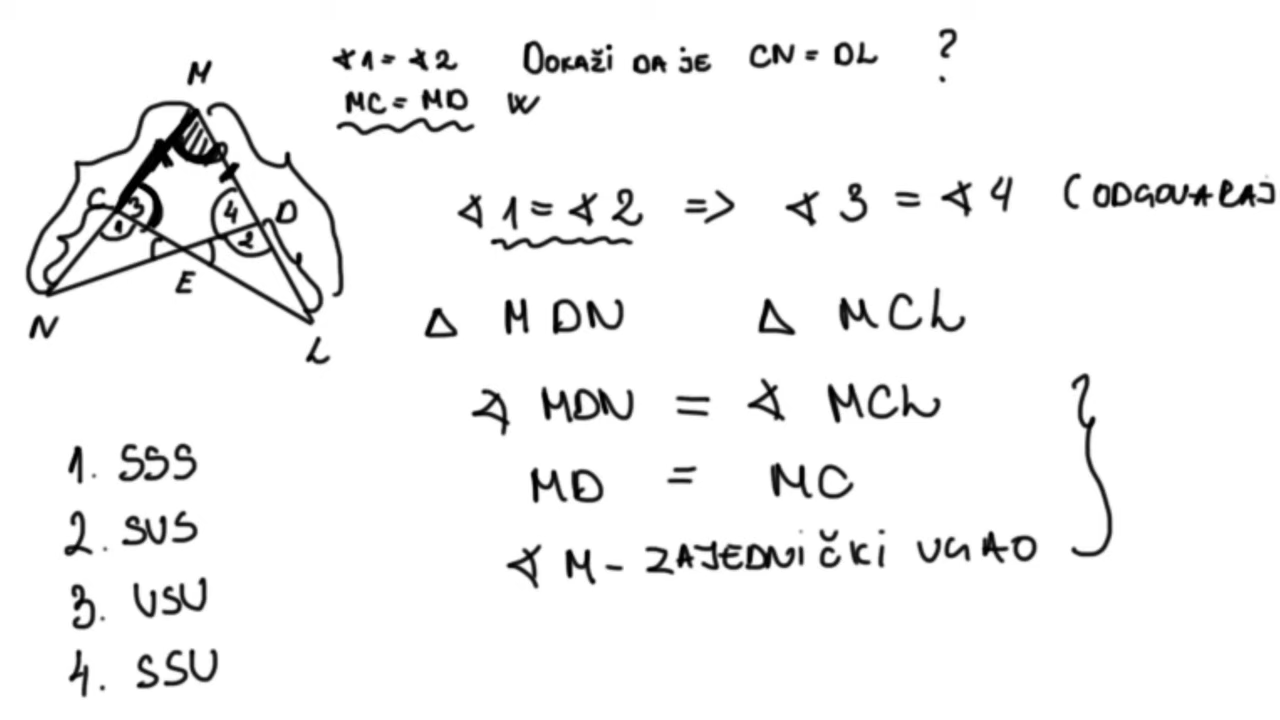 ∢1 = ∢2 DOKAŽI DA JE CN = DL ?
MC = MD W
M
C 3 1
4 D 2
E
N
L
∢1 = ∢2 => ∢3 = ∢4 (ODGOVARAJ
Δ MDN Δ MCL
∢ MDN = ∢ MCL
MD = MC
∢ M - ZAJEDNIČKI UGAO }
1. SSS
2. SUS
3. USU
4. SSU